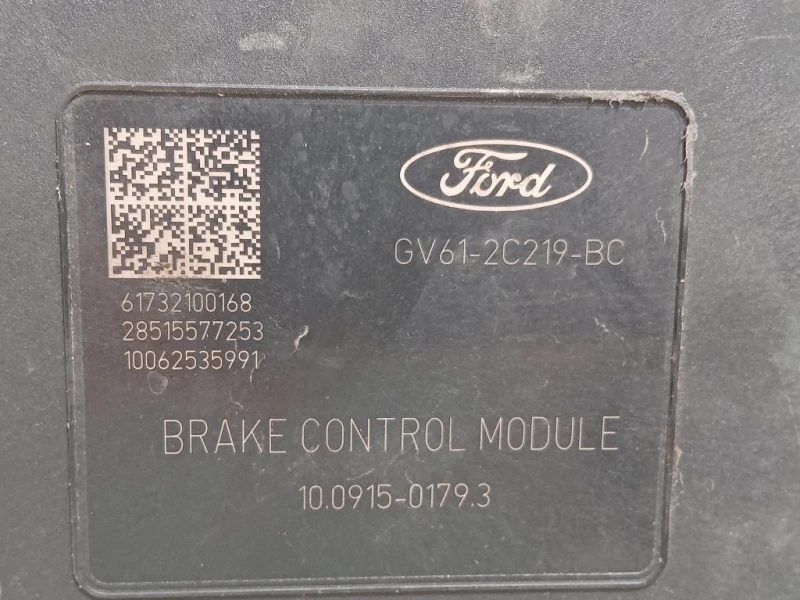 Ford
GV61-2C219-BC
61732100168
28515577253
10062535991
BRAKE CONTROL MODULE
10.0915-0179.3